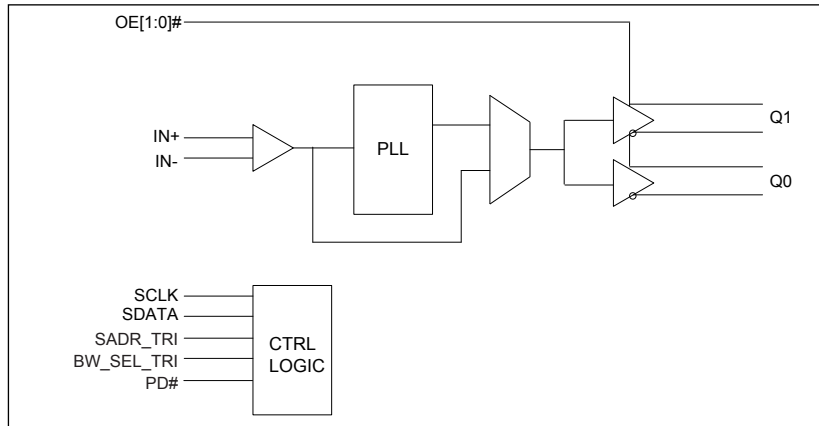 OE[1:0]#
IN+
IN-
PLL
Q1
Q0
SCLK
SDATA
SADR_TRI
BW_SEL_TRI
PD#
CTRL
LOGIC